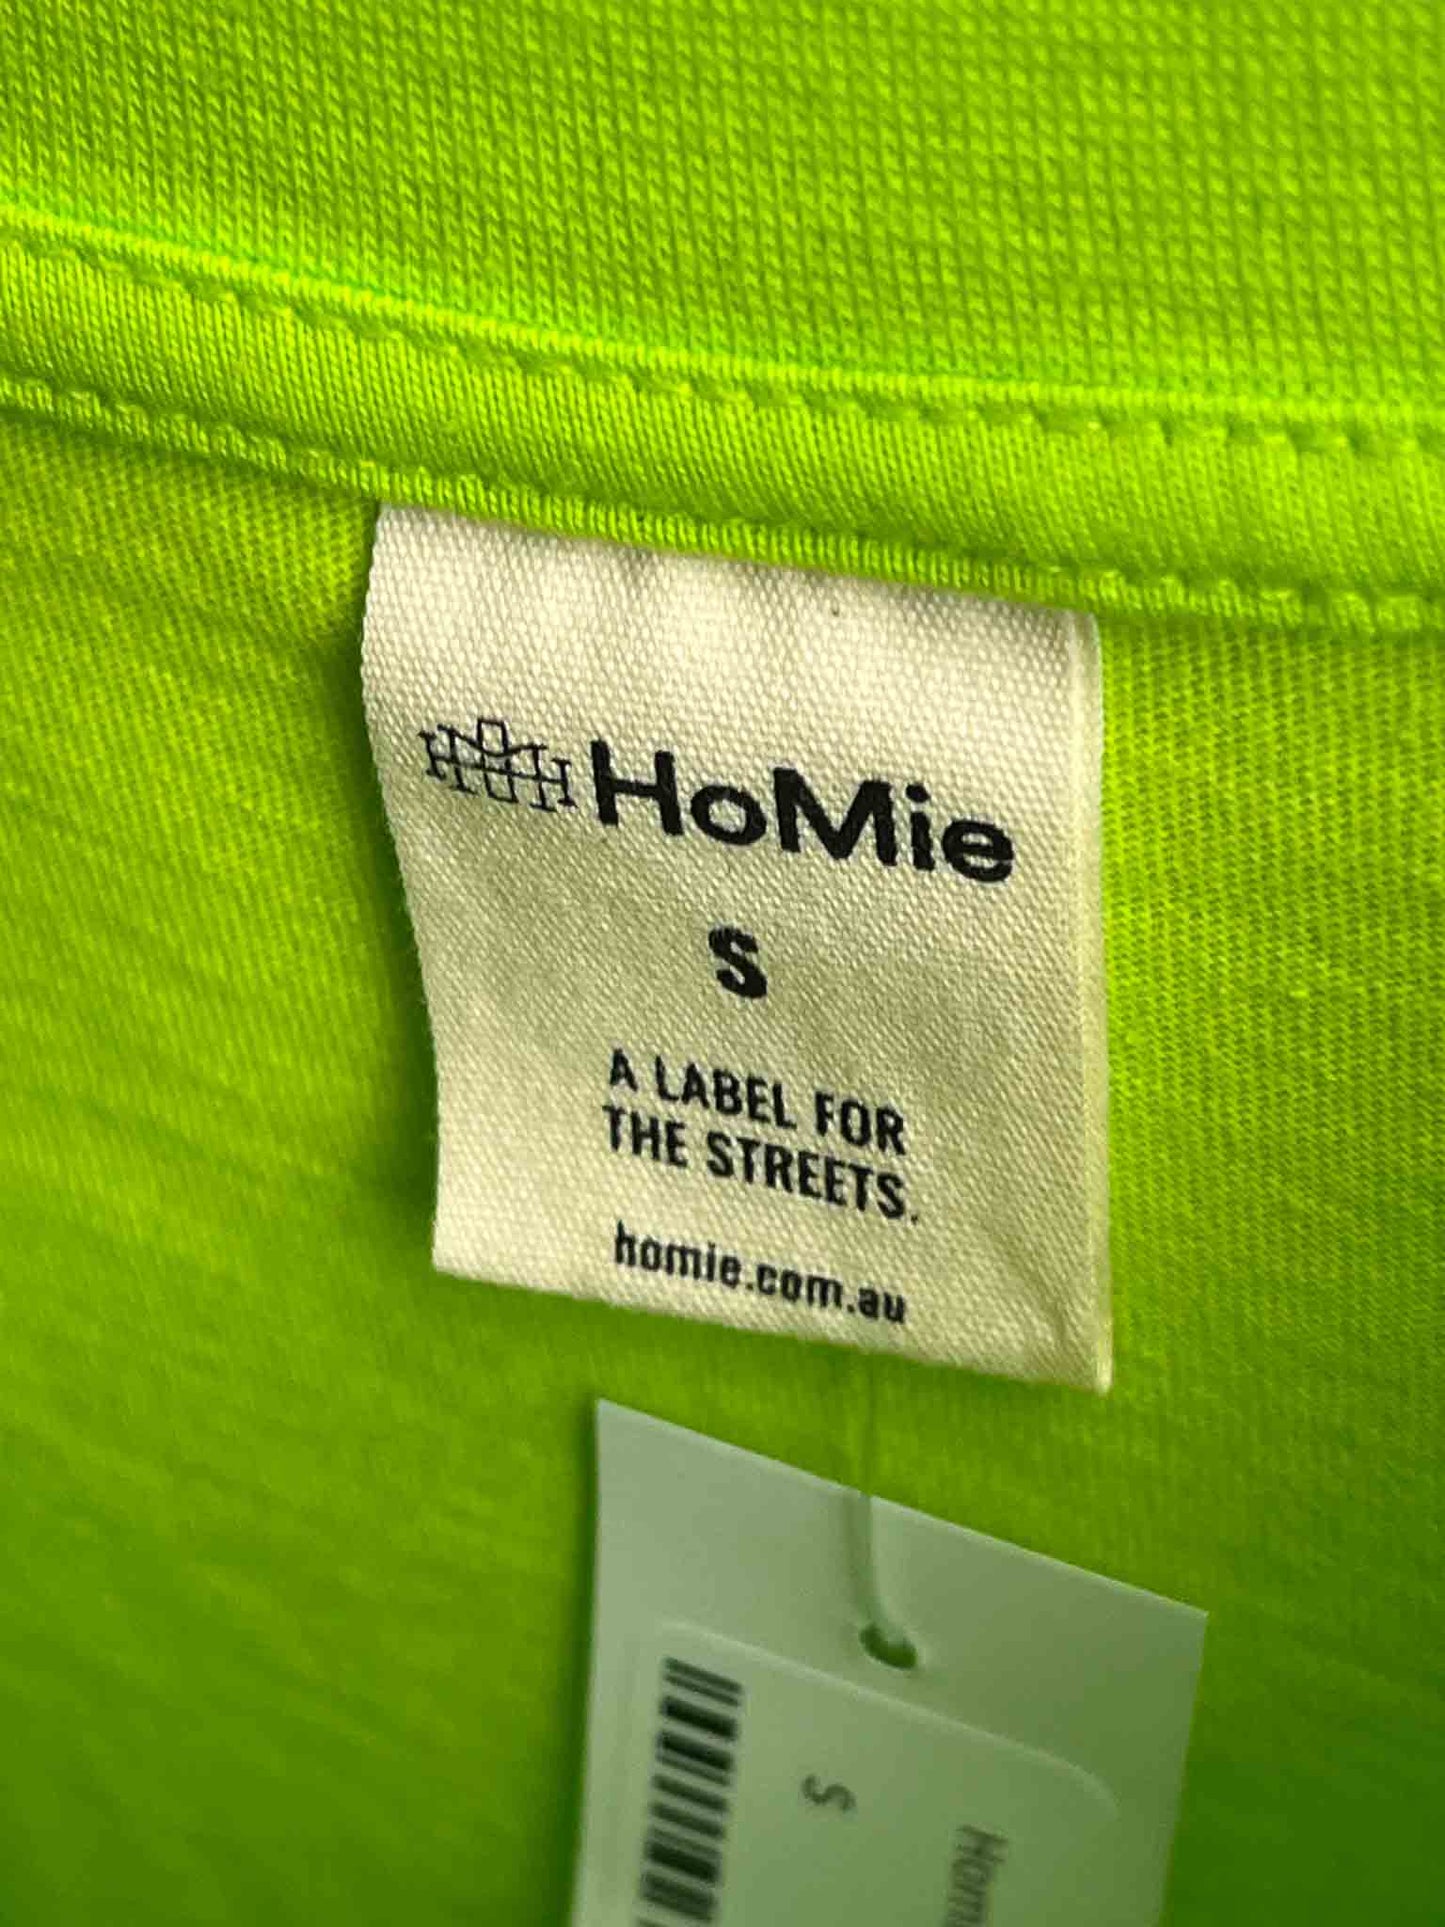 HoMie
S
A LABEL FOR
THE STREETS.
homie.com.au
S